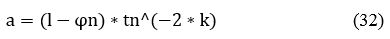 a = (l − φn) * tn^(−2 * k) (32)